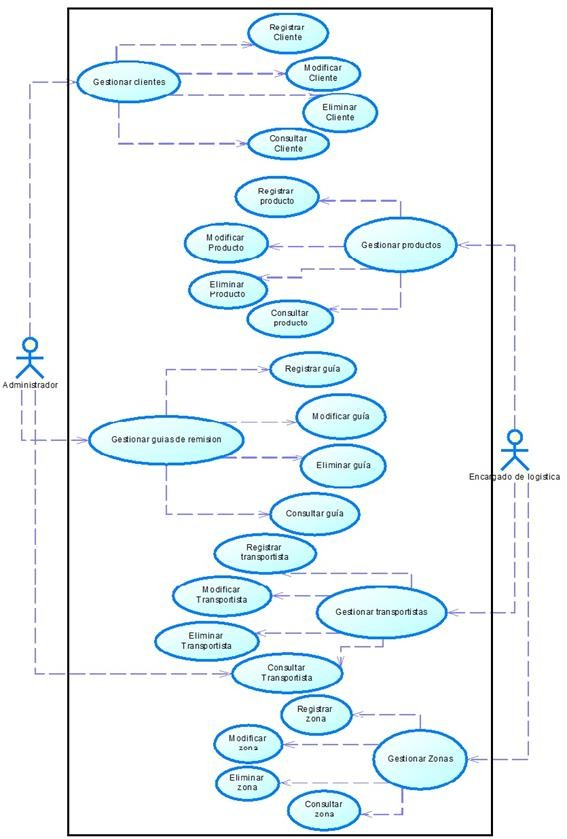 Registrar
Cliente
Gestionar clientes
Modificar
Cliente
Eliminar
Cliente
Consultar
Cliente
Registrar
producto
Modificar
Producto
Gestionar productos
Eliminar
Producto
Consultar
producto
Administrador
Registrar guía
Modificar guía
Gestionar guias de remision
Eliminar guía
Encargado de logistica
Consultar guía
Registrar
transportista
Modificar
Transportista
Gestionar transportistas
Eliminar
Transportista
Consultar
Transportista
Registrar
zona
Modificar
zona
Gestionar Zonas
Eliminar
zona
Consultar
zona